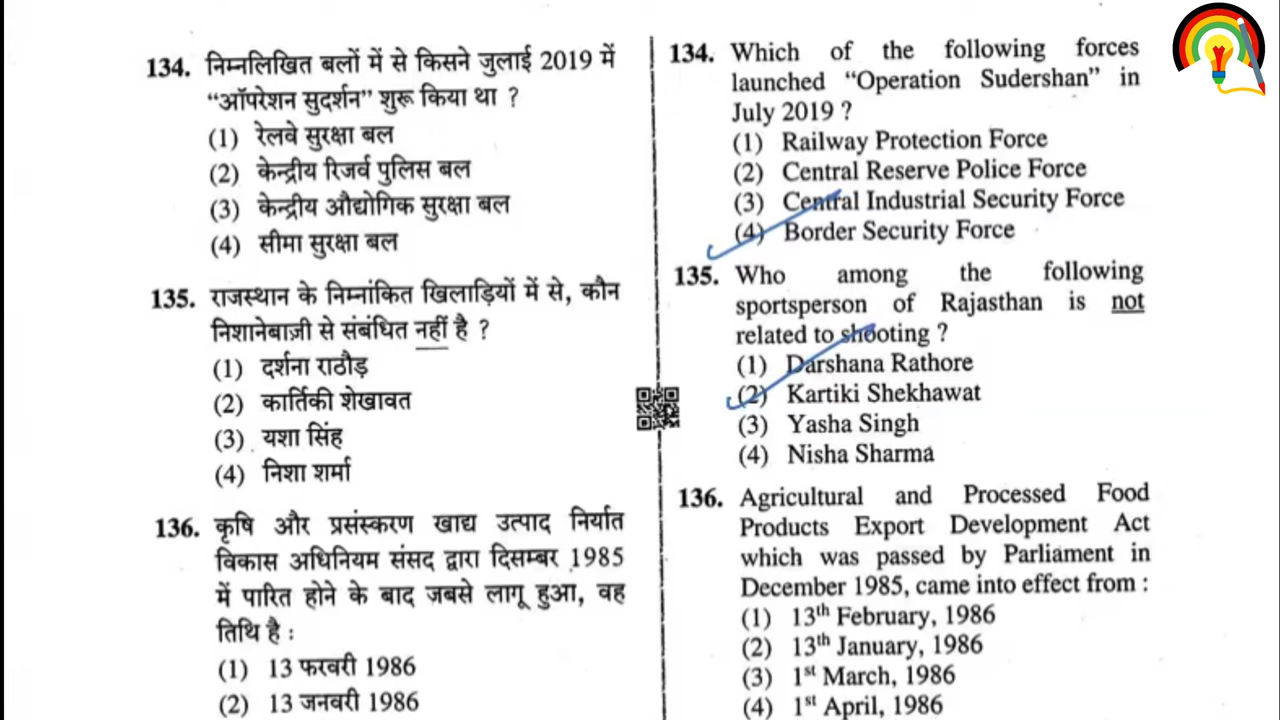 134. निम्नलिखित बलों में से किसने जुलाई 2019 में
"ऑपरेशन सुदर्शन" शुरू किया था ?
(1) रेलवे सुरक्षा बल
(2) केन्द्रीय रिजर्व पुलिस बल
(3) केन्द्रीय औद्योगिक सुरक्षा बल
(4) सीमा सुरक्षा बल
135. राजस्थान के निम्नांकित खिलाड़ियों में से, कौन
निशानेबाज़ी से संबंधित नहीं है ?
(1) दर्शना राठौड़
(2) कार्तिकी शेखावत
(3) यशा सिंह
(4) निशा शर्मा
136. कृषि और प्रसंस्करण खाद्य उत्पाद निर्यात
विकास अधिनियम संसद द्वारा दिसम्बर 1985
में पारित होने के बाद ज़बसे लागू हुआ, वह
तिथि है :
(1) 13 फरवरी 1986
(2) 13 जनवरी 1986
134. Which of the following forces
launched "Operation Sudershan" in
July 2019 ?
(1) Railway Protection Force
(2) Central Reserve Police Force
(3) Central Industrial Security Force
(4) Border Security Force
135. Who among the following
sportsperson of Rajasthan is not
related to shooting ?
(1) Darshana Rathore
(2) Kartiki Shekhawat
(3) Yasha Singh
(4) Nisha Sharma
136. Agricultural and Processed Food
Products Export Development Act
which was passed by Parliament in
December 1985, came into effect from :
(1) 13th February, 1986
(2) 13th January, 1986
(3) 1st March, 1986
(4) 1st April, 1986